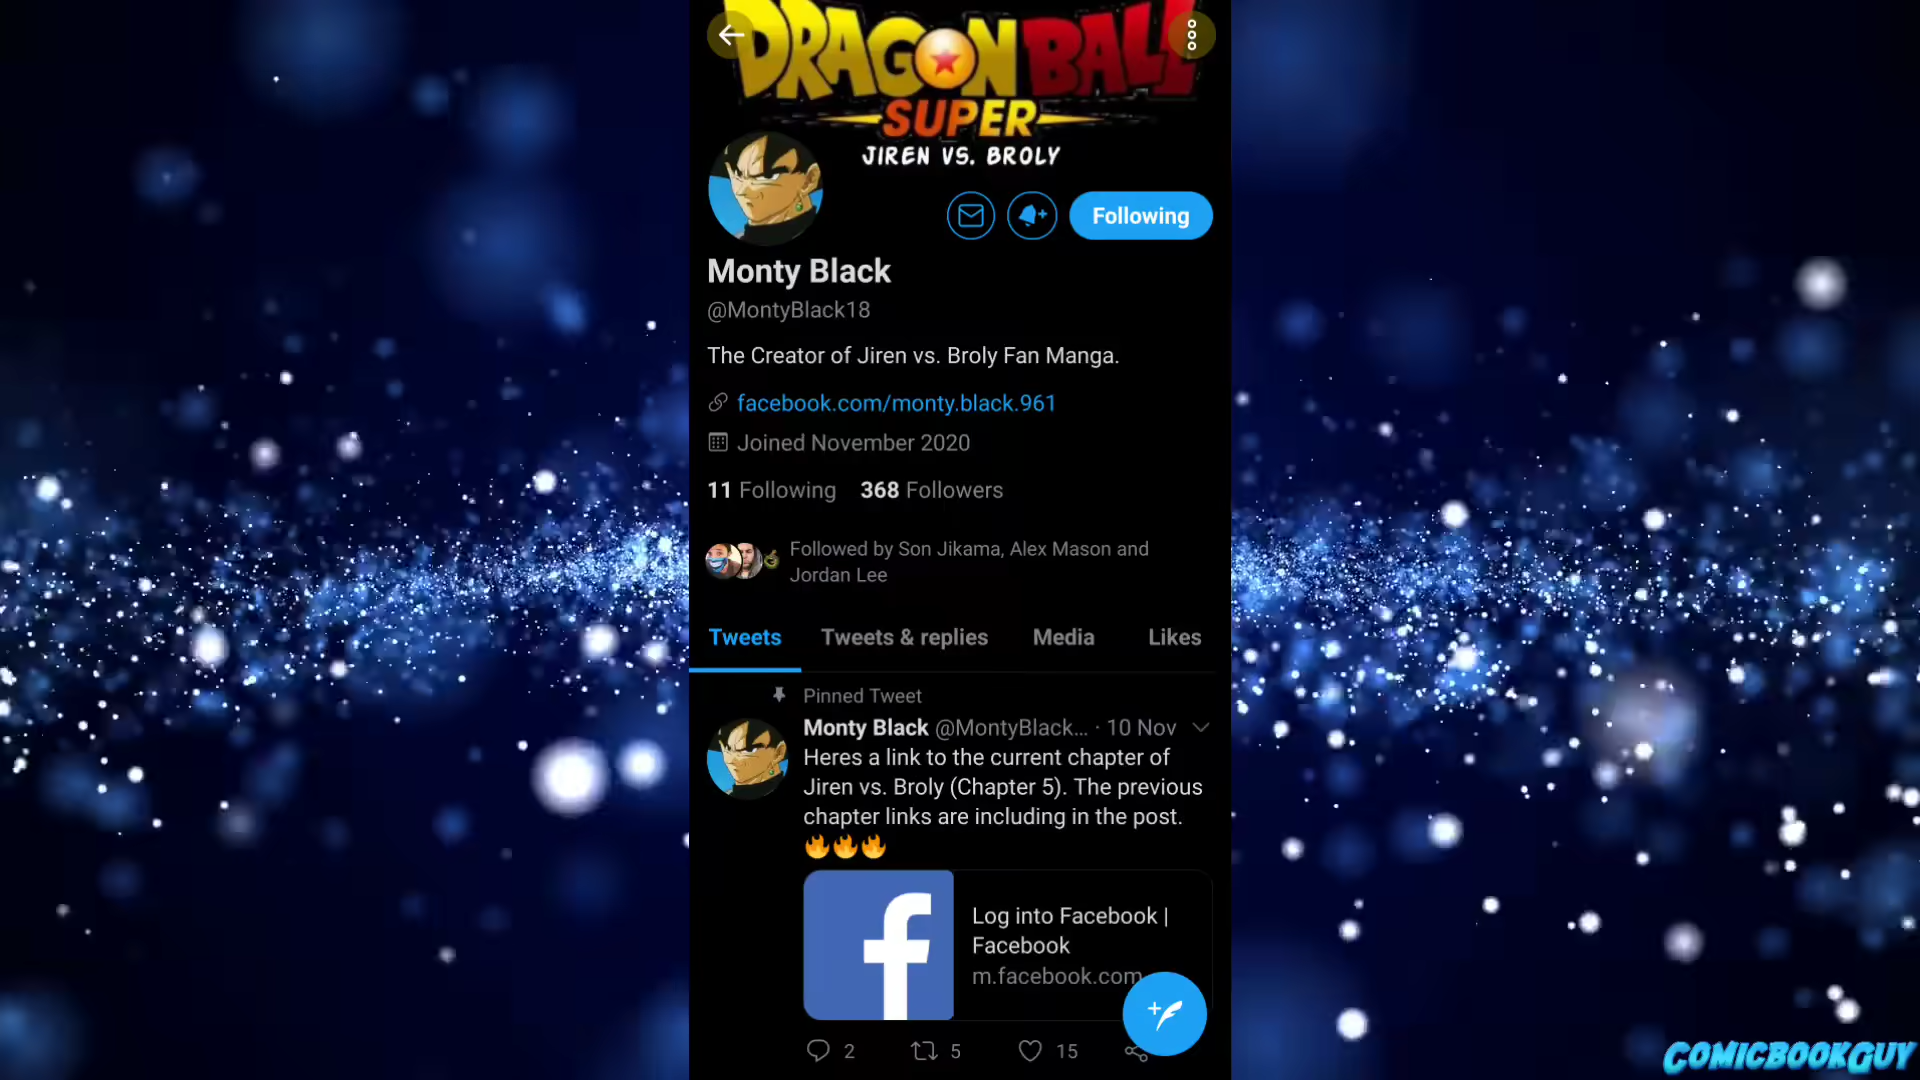 DRAGON BALL
SUPER
JIREN VS. BROLY
Following
Monty Black
@MontyBlack18
The Creator of Jiren vs. Broly Fan Manga.
facebook.com/monty.black.961
Joined November 2020
11 Following 368 Followers
Followed by Son Jikama, Alex Mason and
Jordan Lee
Tweets Tweets & replies Media Likes
Pinned Tweet
Monty Black @MontyBlack... · 10 Nov
Heres a link to the current chapter of
Jiren vs. Broly (Chapter 5). The previous
chapter links are including in the post.
🔥🔥🔥
Log into Facebook |
Facebook
m.facebook.com
2 5 15
COMICBOOKGUY